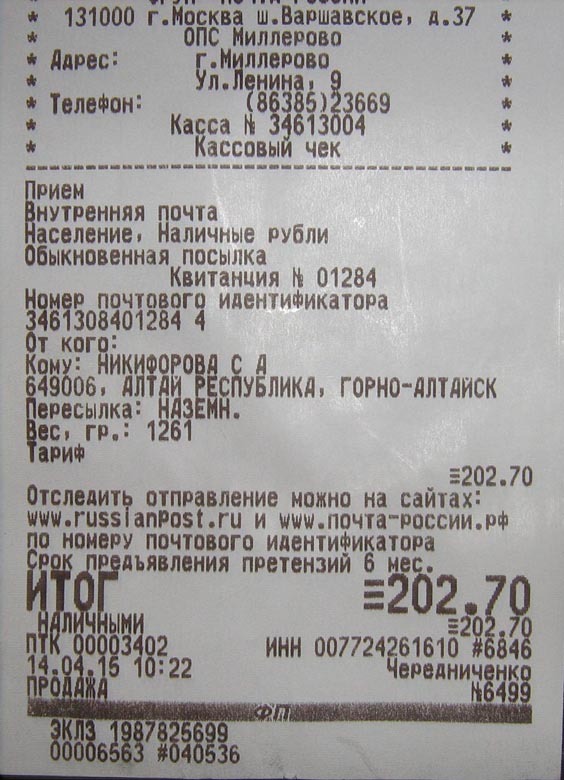 * 131000 г.Москва ш.Варшавское, д.37 *
* ОПС Миллерово *
* Адрес: г.Миллерово *
* Ул.Ленина, 9 *
* Телефон: (86385)23669 *
* Касса № 34613004 *
* Кассовый чек *
Прием
Внутренняя почта
Население, Наличные рубли
Обыкновенная посылка
Квитанция № 01284
Номер почтового идентификатора
3461308401284 4
От кого:
Кому: НИКИФОРОВА С А
649006, АЛТАЙ РЕСПУБЛИКА, ГОРНО-АЛТАЙСК
Пересылка: НАЗЕМН.
Вес, гр.: 1261
Тариф
≡202.70
Отследить отправление можно на сайтах:
www.russianPost.ru и www.почта-россии.рф
по номеру почтового идентификатора
Срок предъявления претензий 6 мес.
ИТОГ ≡202.70
НАЛИЧНЫМИ ≡202.70
ПТК 00003402 ИНН 007724261610 #6846
14.04.15 10:22 Чередниченко
ПРОДАЖА №6499
ФП
ЭКЛЗ 1987825699
00006563 #040536